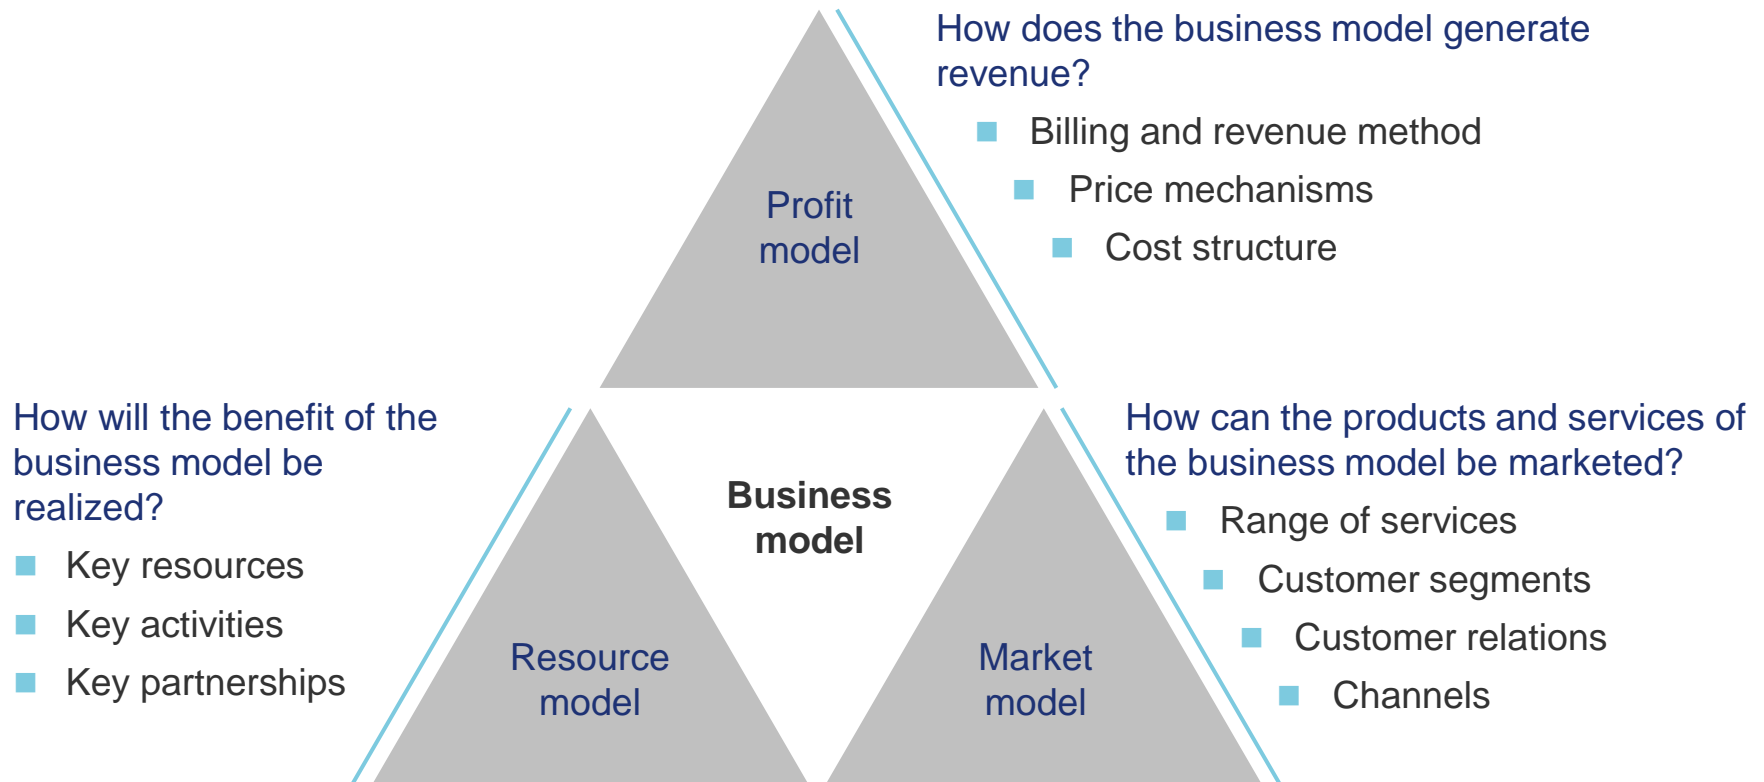 How does the business model generate
revenue?
Billing and revenue method
Price mechanisms
Cost structure
Profit
model
How will the benefit of the
business model be
realized?
Key resources
Key activities
Key partnerships
Business
model
Resource
model
Market
model
How can the products and services of
the business model be marketed?
Range of services
Customer segments
Customer relations
Channels